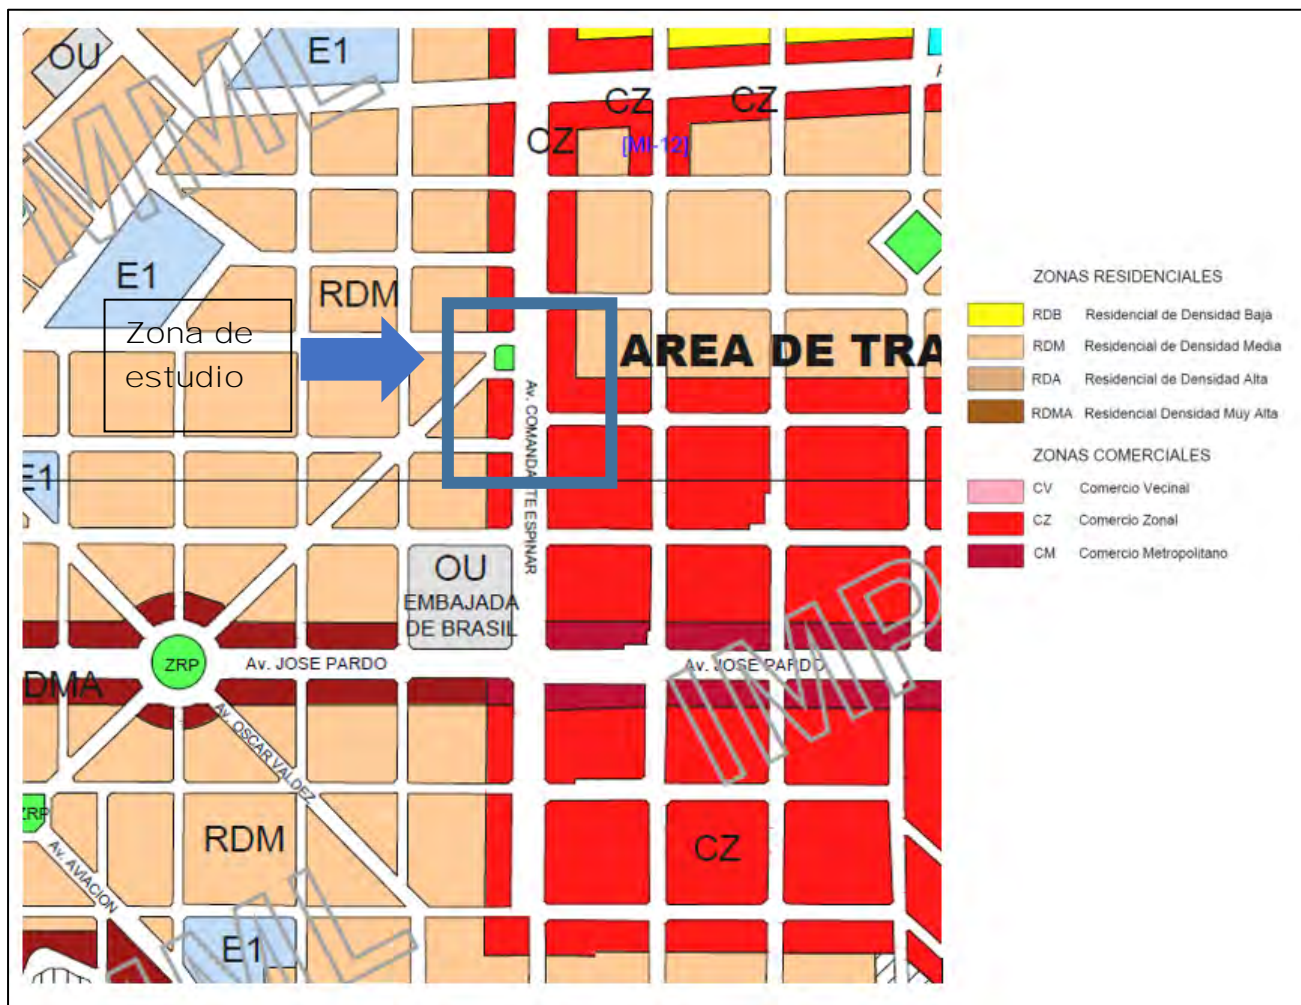 OU
E1
CZ
CZ
CZ
[MI-12]
E1
RDM
Zona de
estudio
AREA DE TRA
Av. COMANDANTE ESPINAR
E1
OU
EMBAJADA
DE BRASIL
ZRP
Av. JOSE PARDO
Av. JOSE PARDO
DMA
Av. OSCAR VALDEZ
ZRP
RDM
CZ
Av. AVIACION
E1
IMP
ML
MML
ZONAS RESIDENCIALES
RDB Residencial de Densidad Baja
RDM Residencial de Densidad Media
RDA Residencial de Densidad Alta
RDMA Residencial Densidad Muy Alta
ZONAS COMERCIALES
CV Comercio Vecinal
CZ Comercio Zonal
CM Comercio Metropolitano